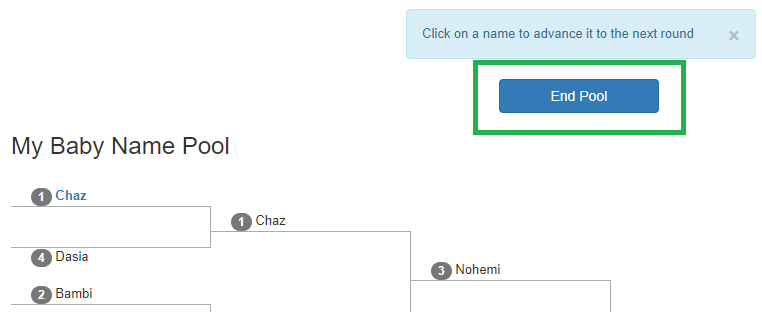 Click on a name to advance it to the next round ×
End Pool
My Baby Name Pool
1 Chaz
1 Chaz
4 Dasia
3 Nohemi
2 Bambi